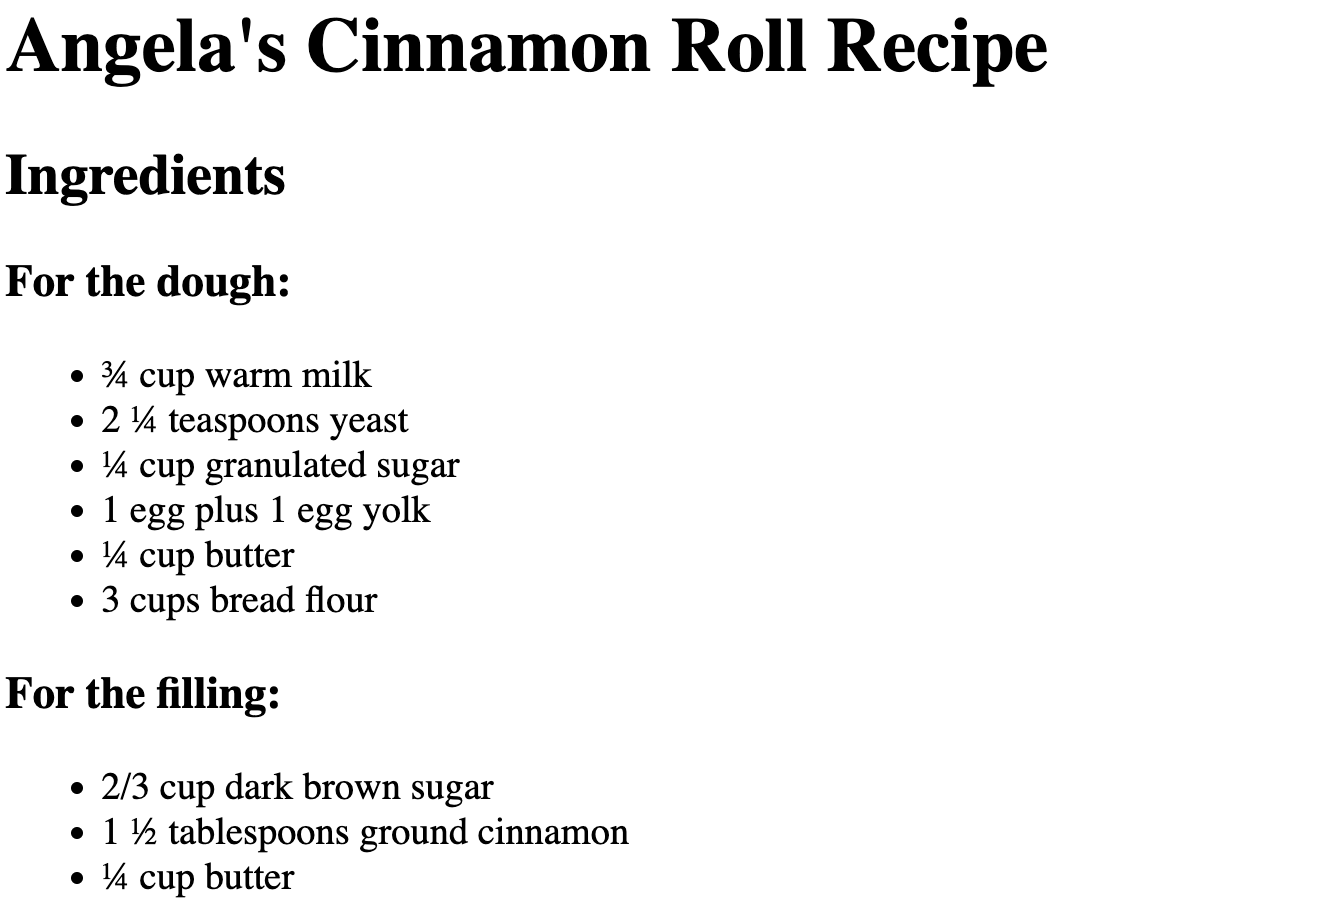 Angela's Cinnamon Roll Recipe
Ingredients
For the dough:
¾ cup warm milk
2 ¼ teaspoons yeast
¼ cup granulated sugar
1 egg plus 1 egg yolk
¼ cup butter
3 cups bread flour
For the filling:
2/3 cup dark brown sugar
1 ½ tablespoons ground cinnamon
¼ cup butter